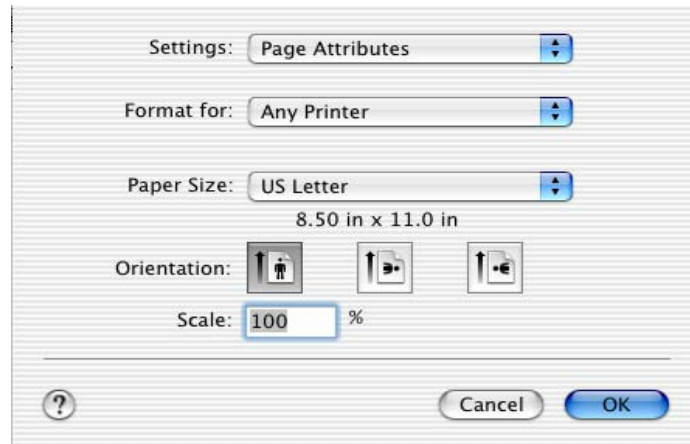 Settings: Page Attributes
Format for: Any Printer
Paper Size: US Letter
8.50 in x 11.0 in
Orientation:
Scale: 100 %
? Cancel OK